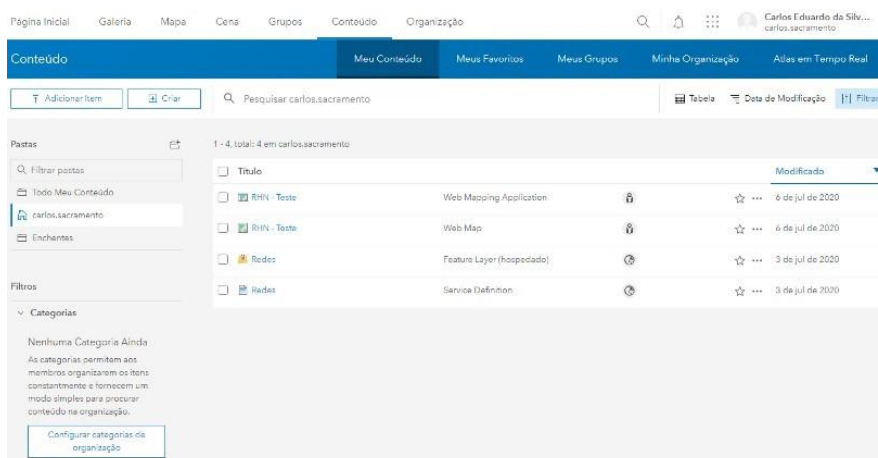 Página Inicial Galeria Mapa Cena Grupos Conteúdo Organização Carlos Eduardo da Silv...
carlos.sacramento
Conteúdo Meu Conteúdo Meus Favoritos Meus Grupos Minha Organização Atlas em Tempo Real
Adicionar Item Criar Pesquisar carlos.sacramento Tabela Data de Modificação Filtrar
Pastas 1 - 4, total: 4 em carlos.sacramento
Filtrar pastas Título Modificado
Todo Meu Conteúdo RHN - Teste Web Mapping Application 6 de jul de 2020
carlos.sacramento RHN - Teste Web Map 6 de jul de 2020
Enchentes
Redes Feature Layer (hospedado) 3 de jul de 2020
Filtros Redes Service Definition 3 de jul de 2020
Categorias
Nenhuma Categoria Ainda
As categorias permitem aos
membros organizarem os itens
constantmente e fornecem um
modo simples para procurar
conteúdo na organização.
Configurar categorias de
organização